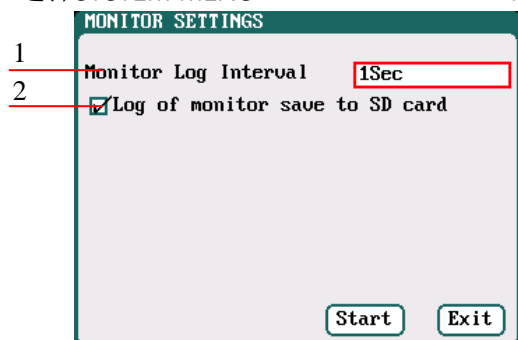 MONITOR SETTINGS
1
Monitor Log Interval 1Sec
2
Log of monitor save to SD card
Start Exit